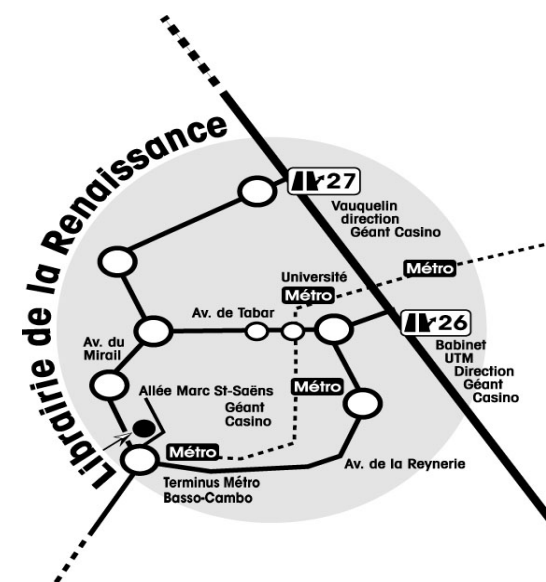 Librairie de la Renaissance
27
Vauquelin
direction
Géant Casino
Métro
Université
Métro
Av. de Tabar
26
Babinet
UTM
Direction
Géant
Casino
Av. du
Mirail
Allée Marc St-Saëns
Métro
Géant
Casino
Métro
Av. de la Reynerie
Terminus Métro
Basso-Cambo